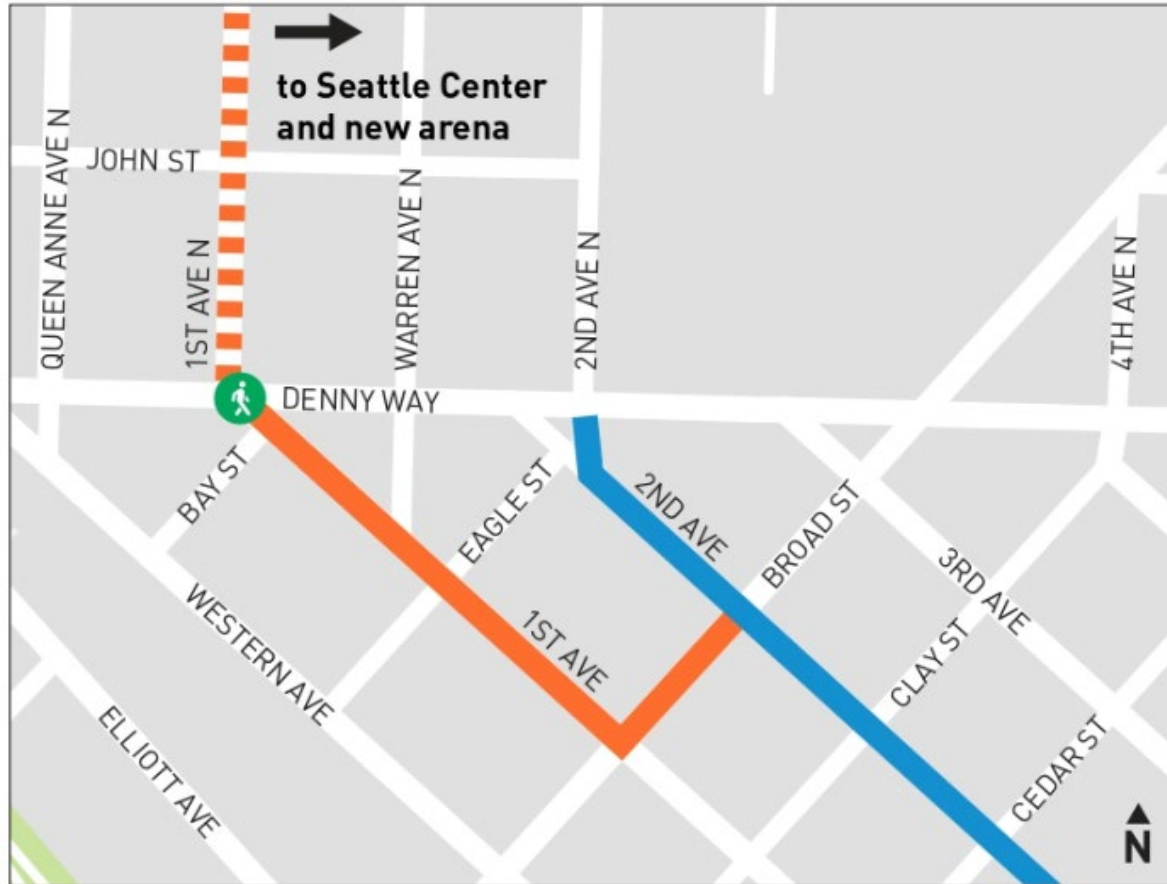 to Seattle Center
and new arena
JOHN ST
QUEEN ANNE AVE N
1ST AVE N
WARREN AVE N
2ND AVE N
4TH AVE N
DENNY WAY
BAY ST
EAGLE ST
2ND AVE
BROAD ST
3RD AVE
WESTERN AVE
1ST AVE
CLAY ST
ELLIOTT AVE
CEDAR ST
N